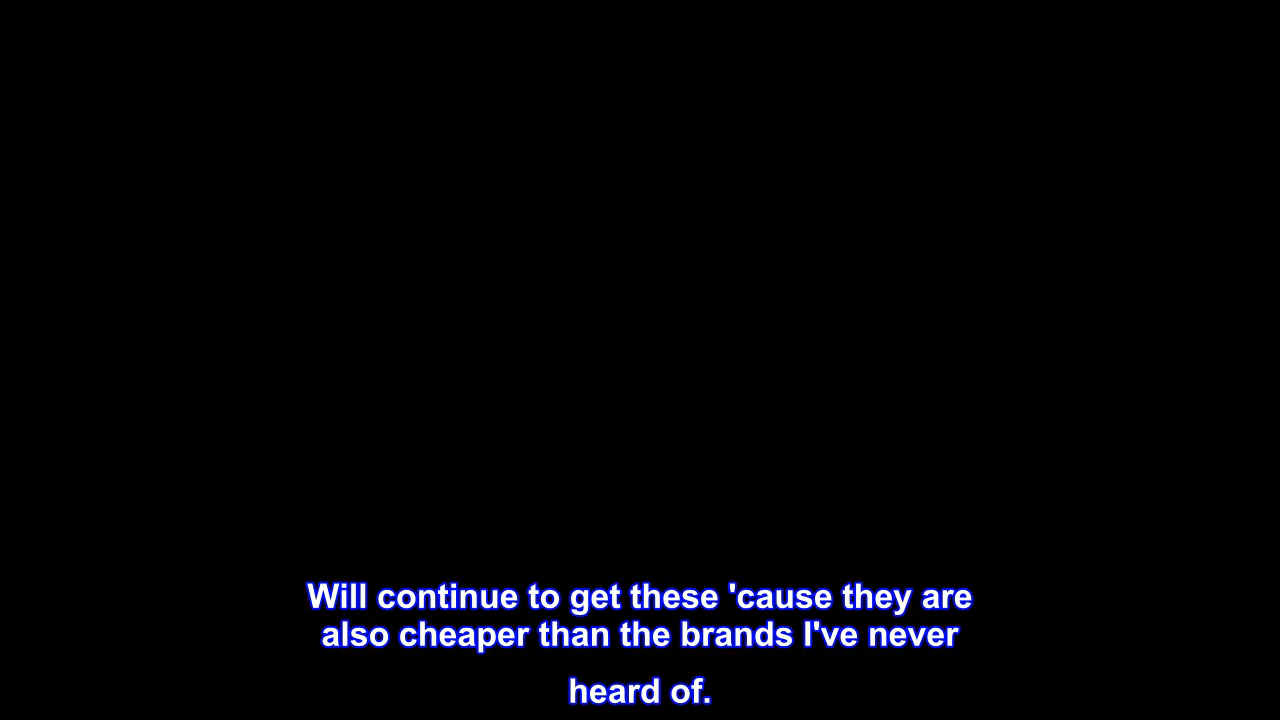 Will continue to get these 'cause they are
also cheaper than the brands I've never
heard of.